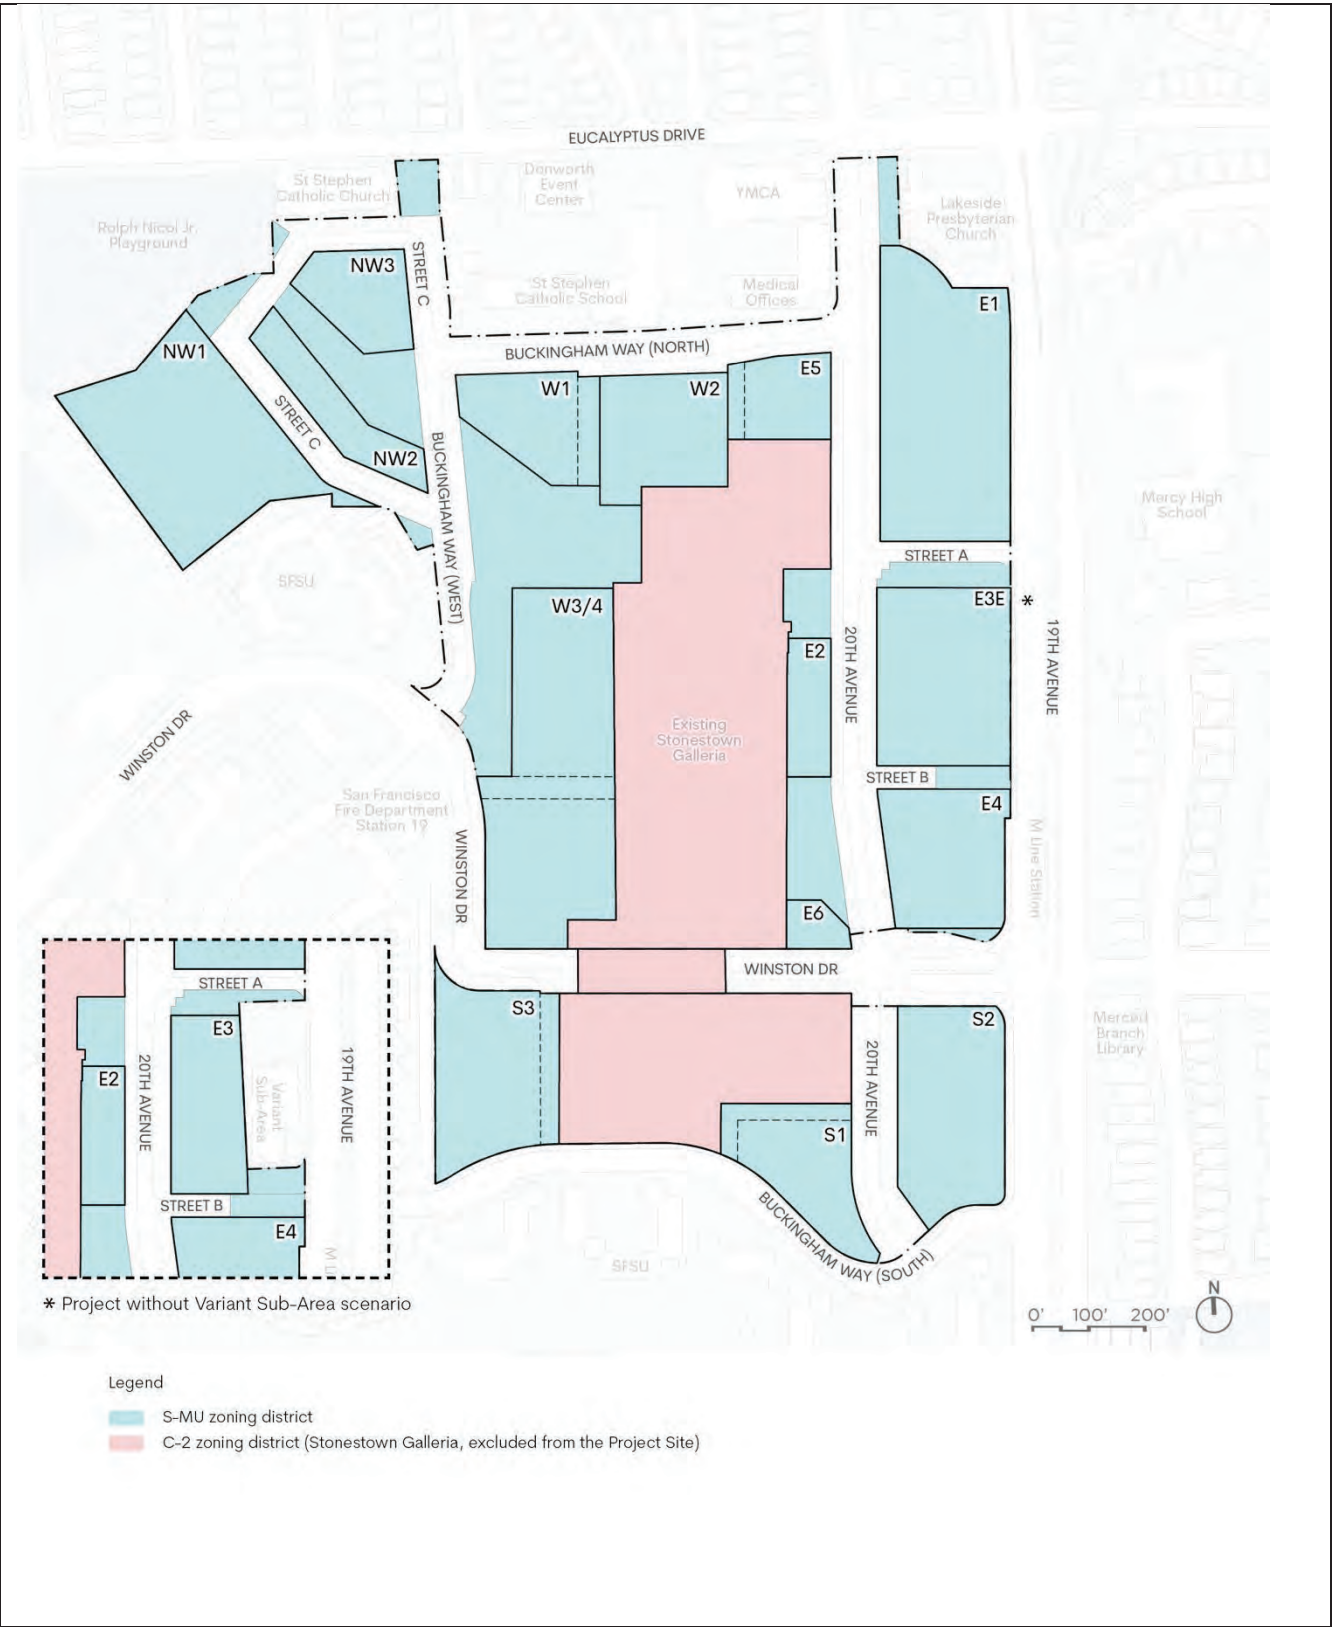 EUCALYPTUS DRIVE
St Stephen
Catholic Church
Donworth
Event
Center
YMCA
Lakeside
Presbyterian
Church
Rolph Nicol Jr.
Playground
NW3
STREET C
St Stephen
Catholic School
Medical
Offices
E1
NW1
BUCKINGHAM WAY (NORTH)
W1
W2
E5
STREET C
NW2
BUCKINGHAM WAY (WEST)
Mercy High
School
STREET A
SFSU
W3/4
E3E
*
E2
20TH AVENUE
19TH AVENUE
Existing
Stonestown
Galleria
WINSTON DR
STREET B
San Francisco
Fire Department
Station 19
E4
M Line Station
WINSTON DR
E6
WINSTON DR
S3
S2
Merced
Branch
Library
20TH AVENUE
S1
BUCKINGHAM WAY (SOUTH)
SFSU
STREET A
E3
E2
20TH AVENUE
Variant
Sub-Area
19TH AVENUE
STREET B
E4
M Li
* Project without Variant Sub-Area scenario
N
0' 100' 200'
Legend
S-MU zoning district
C-2 zoning district (Stonestown Galleria, excluded from the Project Site)